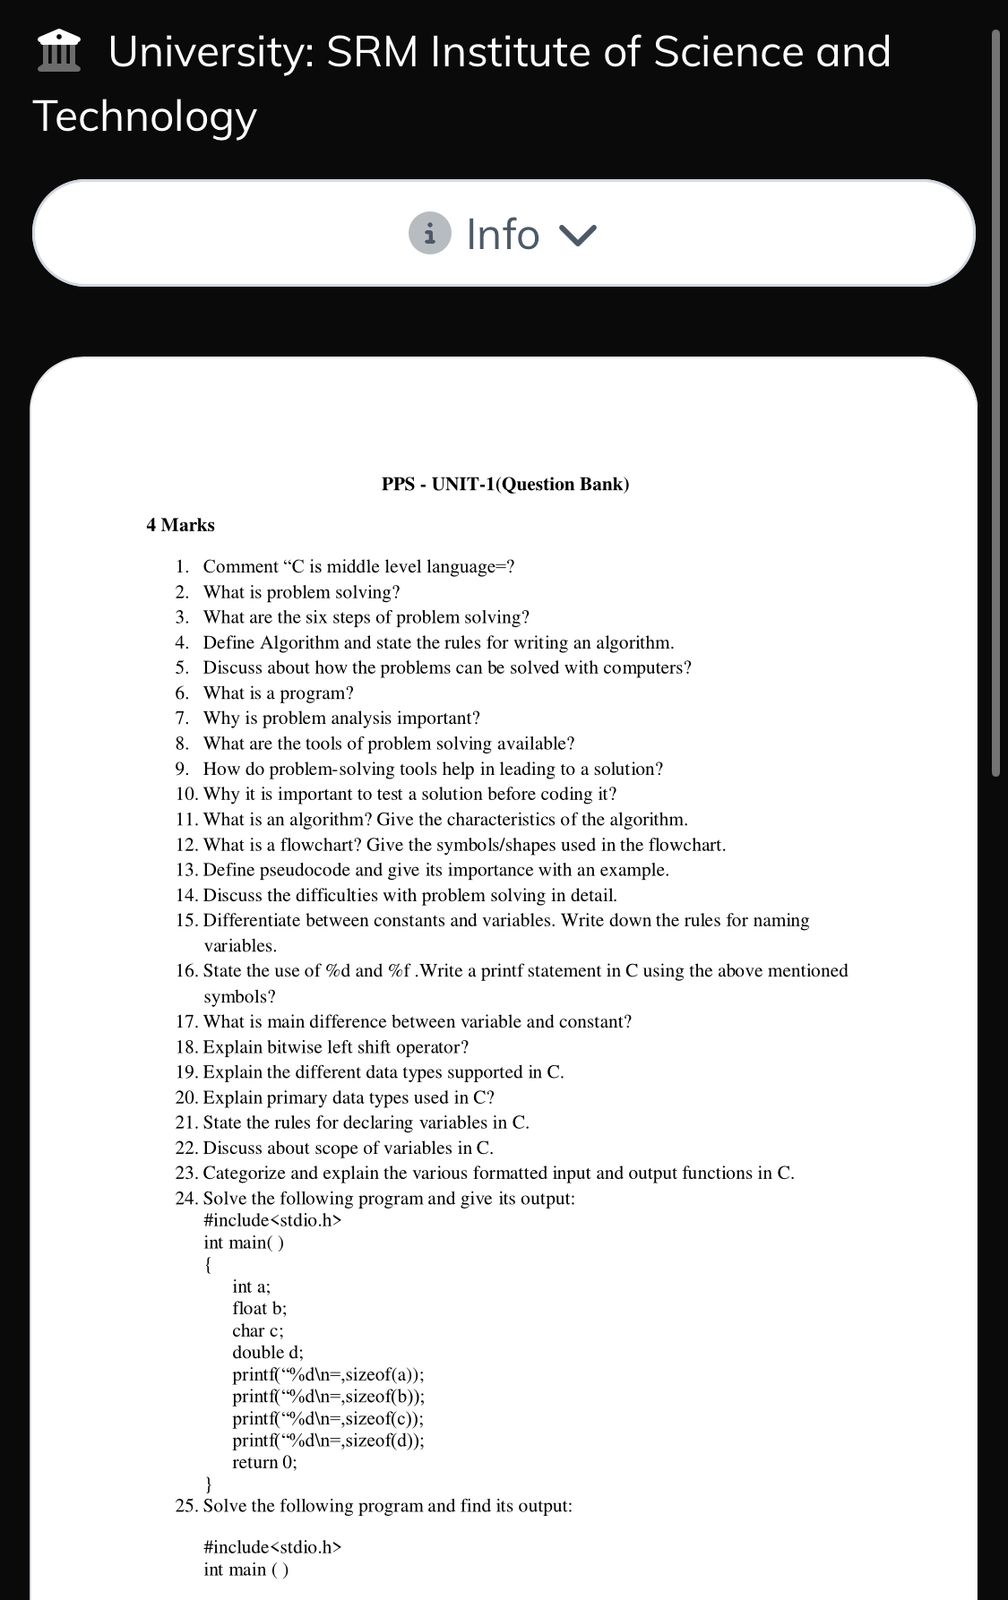 University: SRM Institute of Science and
Technology
Info
PPS - UNIT-1(Question Bank)
4 Marks
1. Comment “C is middle level language=?
2. What is problem solving?
3. What are the six steps of problem solving?
4. Define Algorithm and state the rules for writing an algorithm.
5. Discuss about how the problems can be solved with computers?
6. What is a program?
7. Why is problem analysis important?
8. What are the tools of problem solving available?
9. How do problem-solving tools help in leading to a solution?
10. Why it is important to test a solution before coding it?
11. What is an algorithm? Give the characteristics of the algorithm.
12. What is a flowchart? Give the symbols/shapes used in the flowchart.
13. Define pseudocode and give its importance with an example.
14. Discuss the difficulties with problem solving in detail.
15. Differentiate between constants and variables. Write down the rules for naming
variables.
16. State the use of %d and %f .Write a printf statement in C using the above mentioned
symbols?
17. What is main difference between variable and constant?
18. Explain bitwise left shift operator?
19. Explain the different data types supported in C.
20. Explain primary data types used in C?
21. State the rules for declaring variables in C.
22. Discuss about scope of variables in C.
23. Categorize and explain the various formatted input and output functions in C.
24. Solve the following program and give its output:
#include<stdio.h>
int main( )
{
int a;
float b;
char c;
double d;
printf(“%d\n=,sizeof(a));
printf(“%d\n=,sizeof(b));
printf(“%d\n=,sizeof(c));
printf(“%d\n=,sizeof(d));
return 0;
}
25. Solve the following program and find its output:
#include<stdio.h>
int main ( )